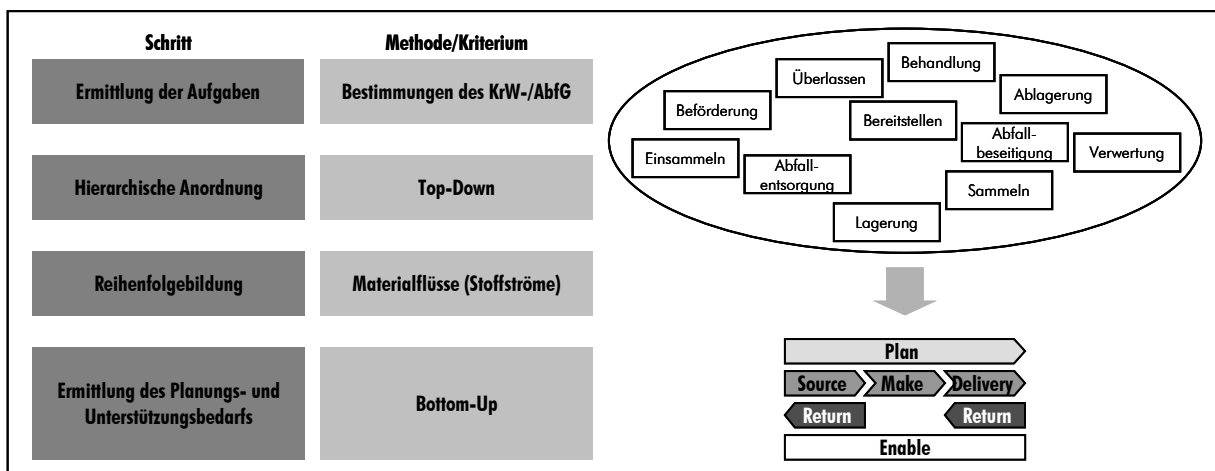 Schritt
Methode/Kriterium
Ermittlung der Aufgaben
Bestimmungen des KrW-/AbfG
Hierarchische Anordnung
Top-Down
Reihenfolgebildung
Materialflüsse (Stoffströme)
Ermittlung des Planungs- und
Unterstützungsbedarfs
Bottom-Up
Behandlung
Überlassen
Ablagerung
Beförderung
Bereitstellen
Abfall-
beseitigung
Verwertung
Einsammeln
Abfall-
entsorgung
Sammeln
Lagerung
Plan
Source
Make
Delivery
Return
Return
Enable